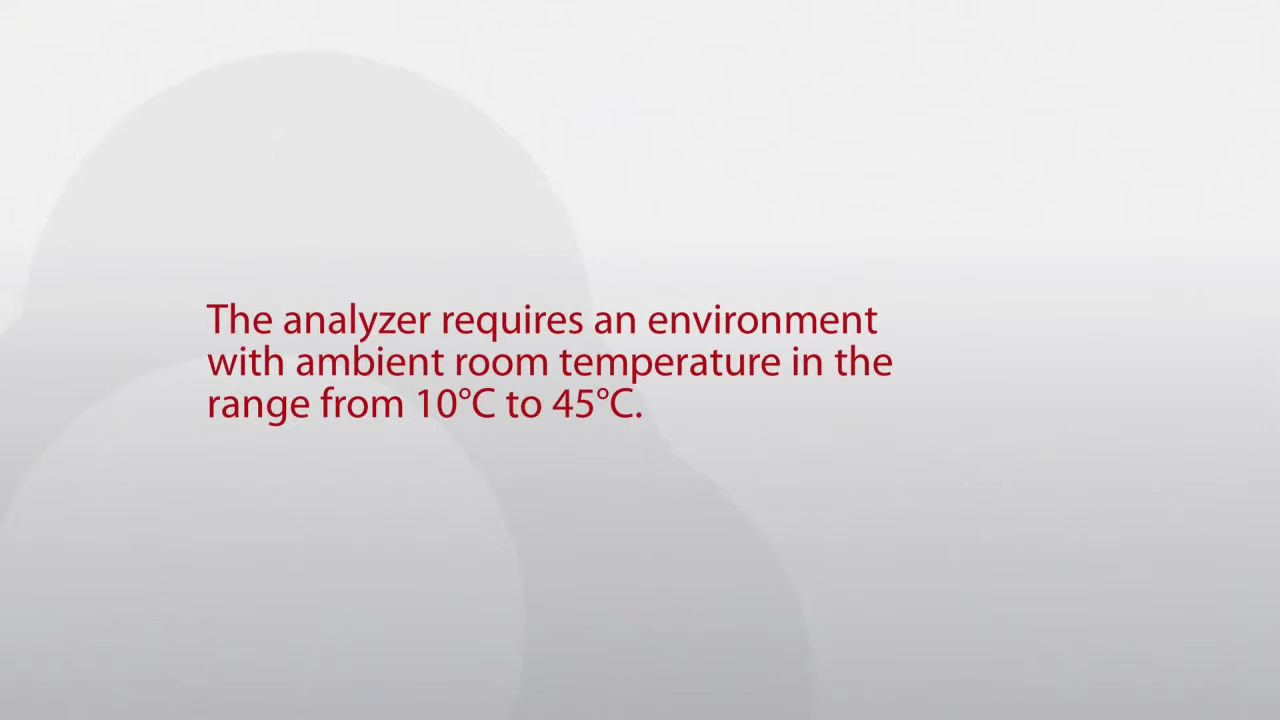 The analyzer requires an environment
with ambient room temperature in the
range from 10°C to 45°C.